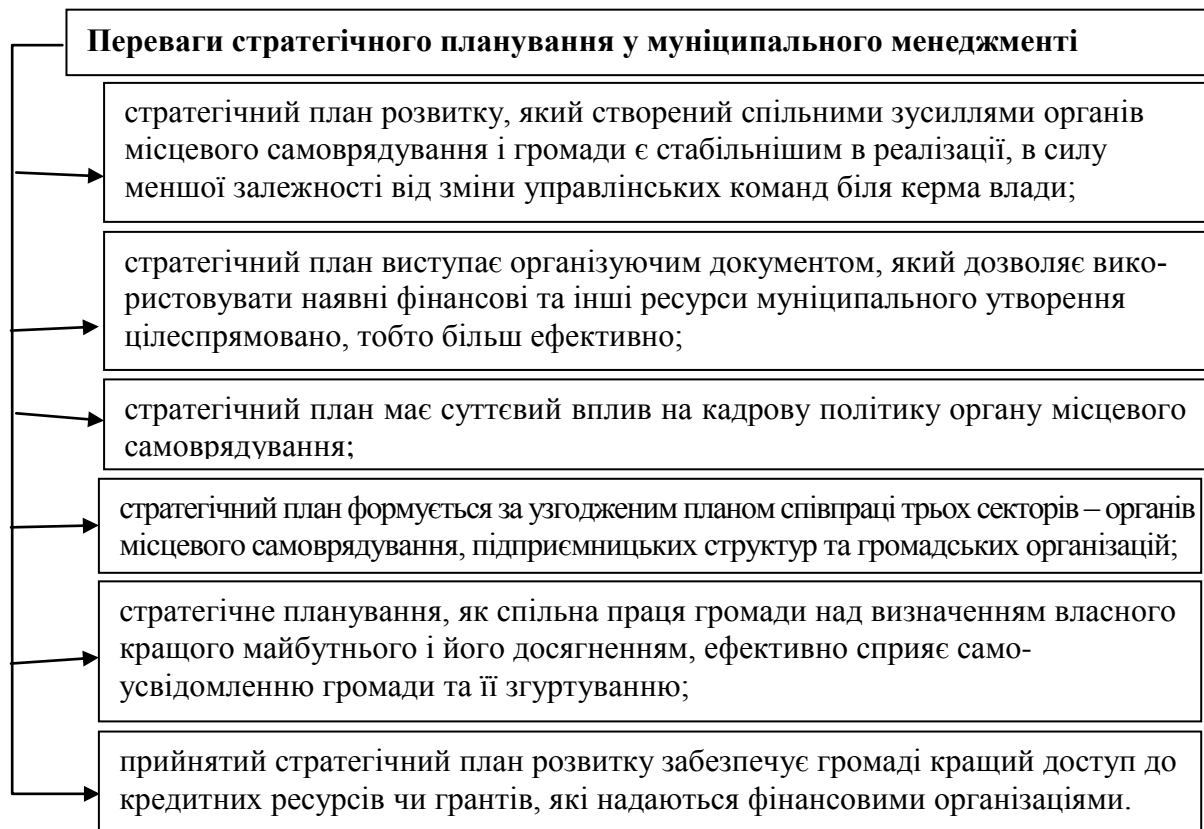 Переваги стратегічного планування у муніципального менеджменті
стратегічний план розвитку, який створений спільними зусиллями органів
місцевого самоврядування і громади є стабільнішим в реалізації, в силу
меншої залежності від зміни управлінських команд біля керма влади;
стратегічний план виступає організуючим документом, який дозволяє вико-
ристовувати наявні фінансові та інші ресурси муніципального утворення
цілеспрямовано, тобто більш ефективно;
стратегічний план має суттєвий вплив на кадрову політику органу місцевого
самоврядування;
стратегічний план формується за узгодженим планом співпраці трьох секторів – органів
місцевого самоврядування, підприємницьких структур та громадських організацій;
стратегічне планування, як спільна праця громади над визначенням власного
кращого майбутнього і його досягненням, ефективно сприяє само-
усвідомленню громади та її згуртуванню;
прийнятий стратегічний план розвитку забезпечує громаді кращий доступ до
кредитних ресурсів чи грантів, які надаються фінансовими організаціями.